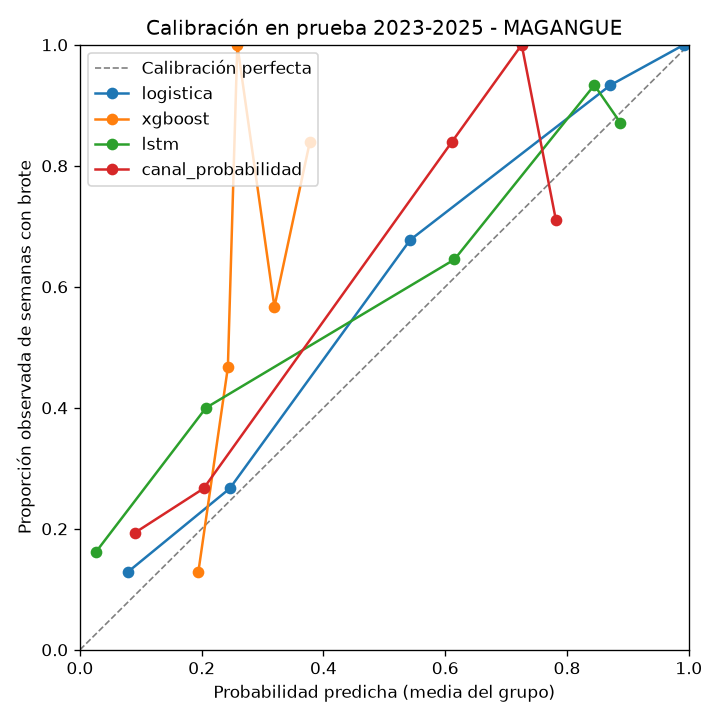 Calibración en prueba 2023-2025 - MAGANGUE
1.0
0.8
0.6
0.4
0.2
0.0
Proporción observada de semanas con brote
Calibración perfecta
logistica
xgboost
lstm
canal_probabilidad
0.0 0.2 0.4 0.6 0.8 1.0
Probabilidad predicha (media del grupo)